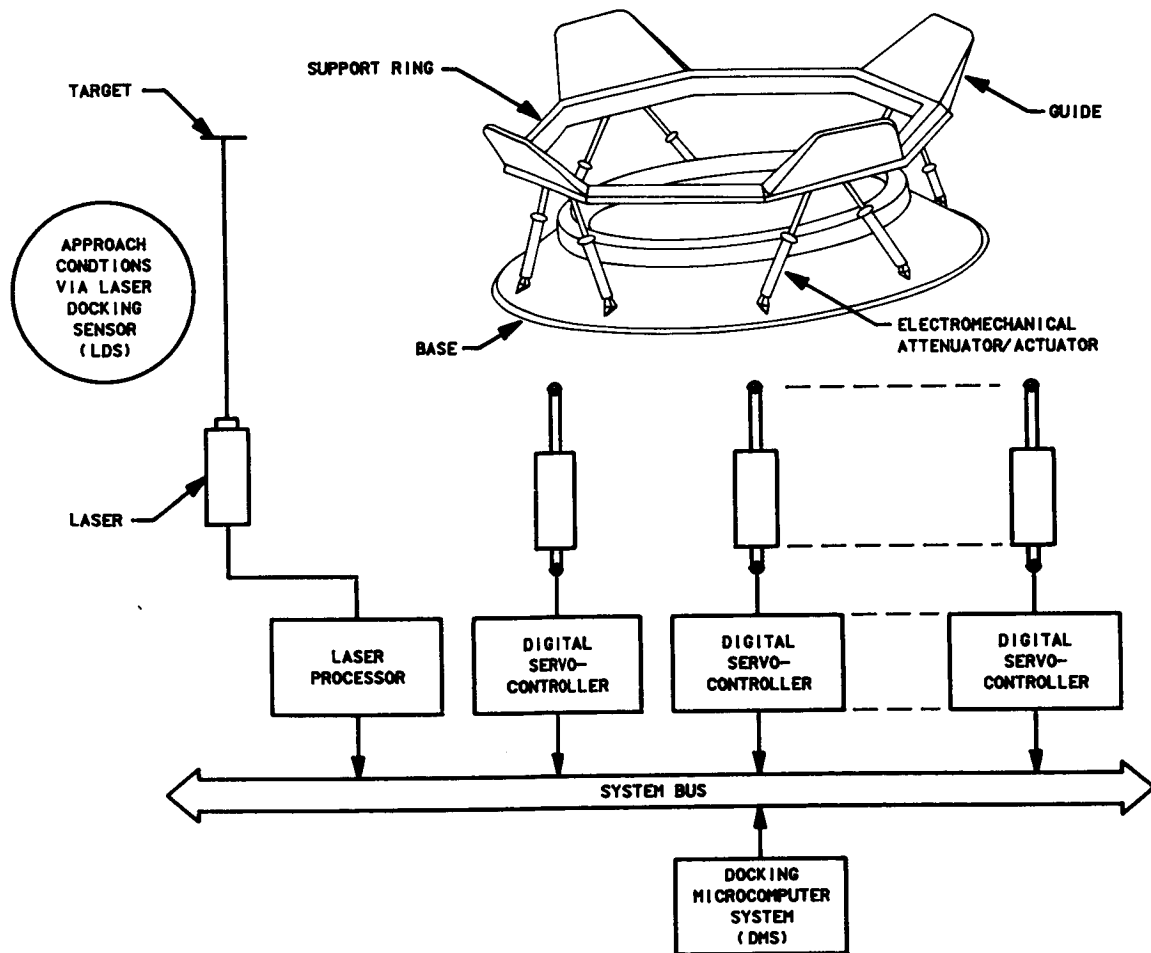 SUPPORT RING
TARGET
GUIDE
APPROACH
CONDTIONS
VIA LASER
DOCKING
SENSOR
(LDS)
BASE
ELECTROMECHANICAL
ATTENUATOR/ACTUATOR
LASER
LASER
PROCESSOR
DIGITAL
SERVO-
CONTROLLER
DIGITAL
SERVO-
CONTROLLER
DIGITAL
SERVO-
CONTROLLER
SYSTEM BUS
DOCKING
MICROCOMPUTER
SYSTEM
(DMS)